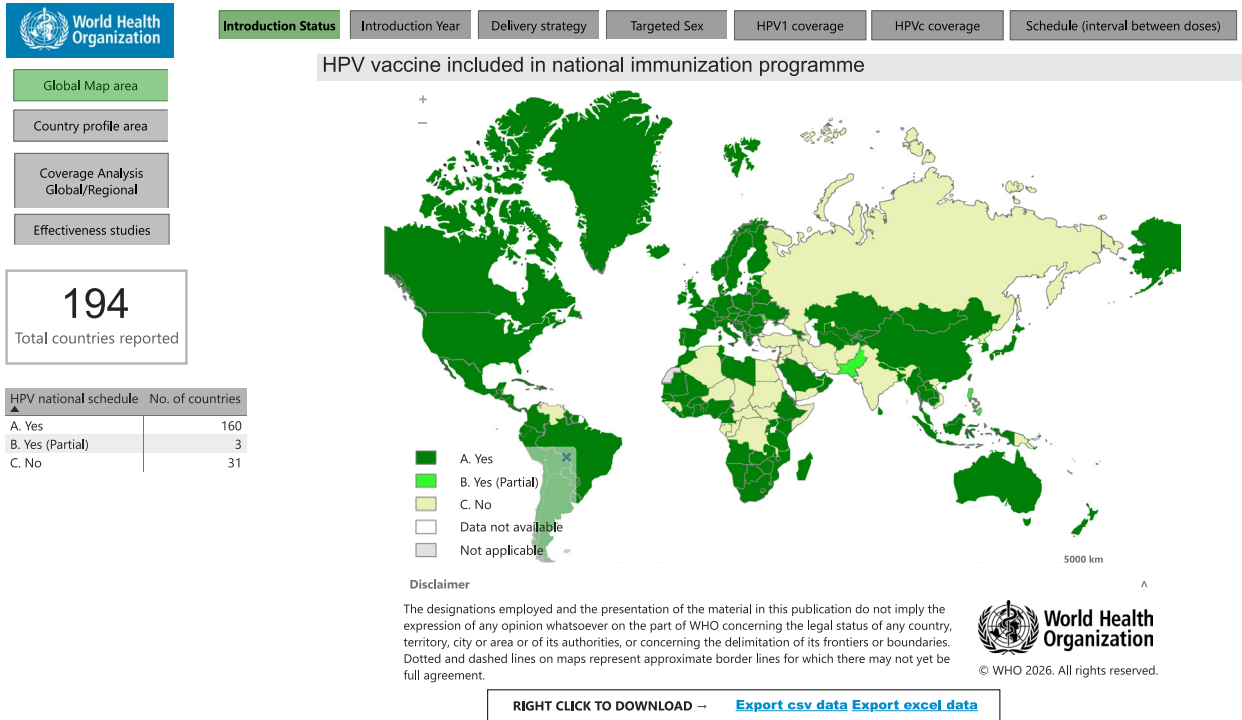 World Health
Organization
Introduction Status
Introduction Year
Delivery strategy
Targeted Sex
HPV1 coverage
HPVc coverage
Schedule (interval between doses)
HPV vaccine included in national immunization programme
Global Map area
Country profile area
Coverage Analysis
Global/Regional
Effectiveness studies
194
Total countries reported
HPV national schedule No. of countries
A. Yes 160
B. Yes (Partial) 3
C. No 31
+
−
A. Yes
B. Yes (Partial)
C. No
Data not available
Not applicable
5000 km
Disclaimer
The designations employed and the presentation of the material in this publication do not imply the
expression of any opinion whatsoever on the part of WHO concerning the legal status of any country,
territory, city or area or of its authorities, or concerning the delimitation of its frontiers or boundaries.
Dotted and dashed lines on maps represent approximate border lines for which there may not yet be
full agreement.
World Health
Organization
© WHO 2026. All rights reserved.
RIGHT CLICK TO DOWNLOAD → Export csv data Export excel data